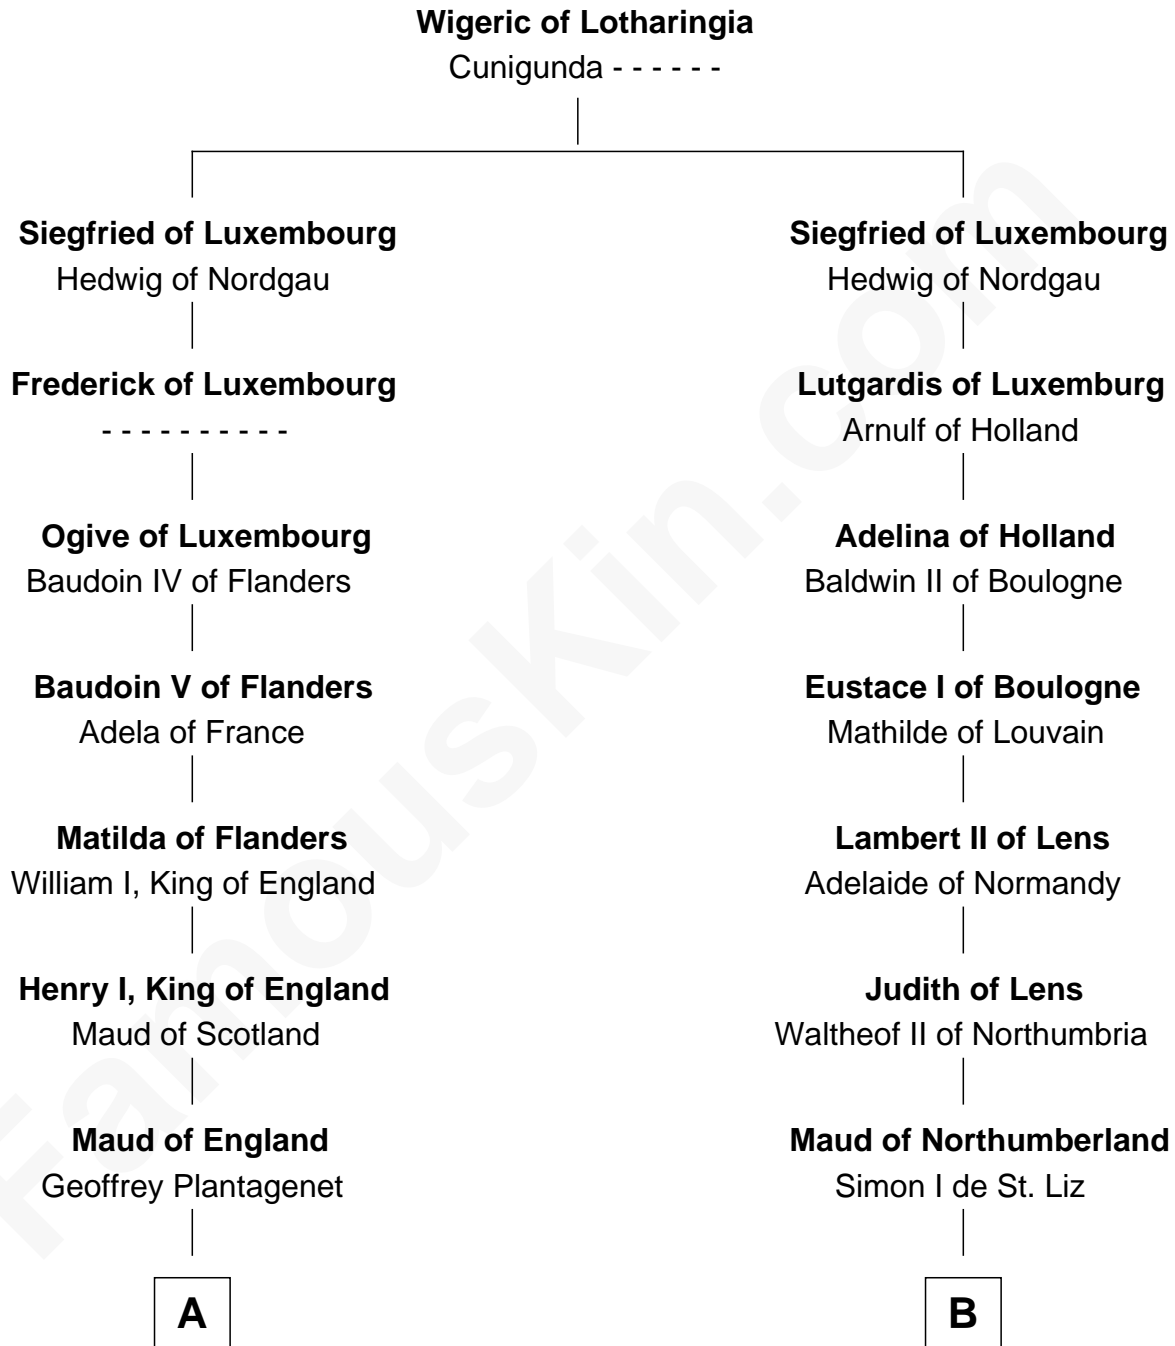 Wigeric of Lotharingia
Cunigunda - - - - - -
Siegfried of Luxembourg
Hedwig of Nordgau
Frederick of Luxembourg
- - - - - - - - - -
Ogive of Luxembourg
Baudoin IV of Flanders
Baudoin V of Flanders
Adela of France
Matilda of Flanders
William I, King of England
Henry I, King of England
Maud of Scotland
Maud of England
Geoffrey Plantagenet
A
Siegfried of Luxembourg
Hedwig of Nordgau
Lutgardis of Luxemburg
Arnulf of Holland
Adelina of Holland
Baldwin II of Boulogne
Eustace I of Boulogne
Mathilde of Louvain
Lambert II of Lens
Adelaide of Normandy
Judith of Lens
Waltheof II of Northumbria
Maud of Northumberland
Simon I de St. Liz
B
FamousKin.com